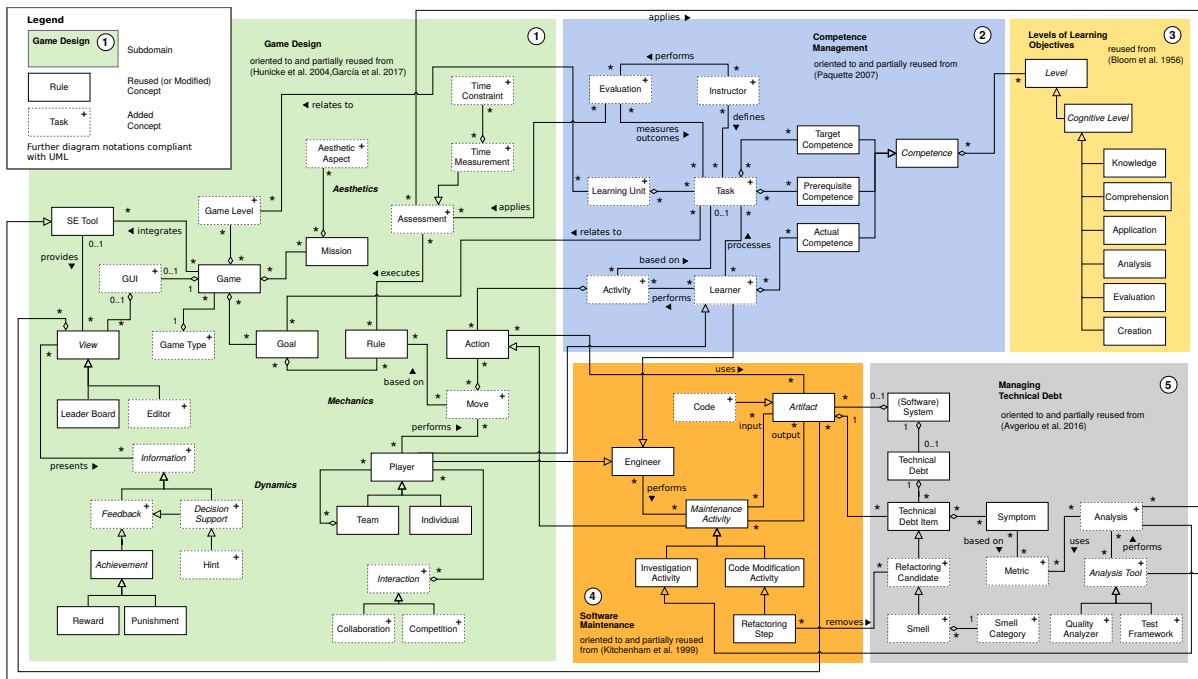 Legend
Game Design
1
Subdomain
Rule
Reused (or Modified)
Concept
Task
+
Added
Concept
Further diagram notations compliant
with UML
Game Design
1
oriented to and partially reused from
(Hunicke et al. 2004,García et al. 2017)
applies ►
Time
Constraint
+
*
◄ relates to
*
Time
Measurement
+
Aesthetic
Aspect
+
*
Aesthetics
SE Tool
*
◄ integrates
Game Level
+
*
*
Assessment
+
*
*
*
◄ applies
*
Mission
*
*
provides
▼
0..1
GUI
+
0..1
*
1
Game
*
*
*
*
◄ executes
◄ relates to
0..1
*
*
View
*
*
1
Game Type
+
*
Goal
*
*
Rule
*
*
Action
*
*
based on
▲
*
*
Move
+
Mechanics
Leader Board
Editor
+
performs ►
*
*
presents ►
*
Information
+
Dynamics
Player
*
*
*
Team
Individual
Feedback
+
Decision
Support
+
Achievement
Hint
+
Reward
Punishment
Interaction
+
*
Collaboration
+
Competition
+
Competence
Management
2
oriented to and partially reused from
(Paquette 2007)
◄ performs
*
*
Evaluation
+
Instructor
+
*
*
*
measures
outcomes
►
defines
▼
*
*
Target
Competence
*
Competence
*
Learning Unit
+
*
*
Task
+
*
*
Prerequisite
Competence
*
0..1
*
*
Actual
Competence
*
processes
▲
based on ►
*
*
Activity
+
*
*
performs
◄
Learner
+
*
*
Levels of Learning
Objectives
3
reused from
(Bloom et al. 1956)
Level
*
Cognitive Level
Knowledge
Comprehension
Application
Analysis
Evaluation
Creation
uses ►
*
Code
+
Artifact
*
*
*
*
*
1
input
output
Engineer
*
performs
▼
*
Maintenance
Activity
*
*
Investigation
Activity
Code Modification
Activity
Refactoring
Step
*
removes ►
4
Software
Maintenance
oriented to and partially reused
from (Kitchenham et al. 1999)
Managing
Technical Debt
5
oriented to and partially reused from
(Avgeriou et al. 2016)
0..1
(Software)
System
1
0..1
Technical
Debt
1
*
*
Technical
Debt Item
*
*
Symptom
*
based on
▼
*
Metric
+
*
*
uses
▼
Analysis
+
*
*
*
*
performs
▲
Analysis Tool
+
*
Refactoring
Candidate
+
*
Smell
+
*
1
Smell
Category
+
Quality
Analyzer
+
Test
Framework
+